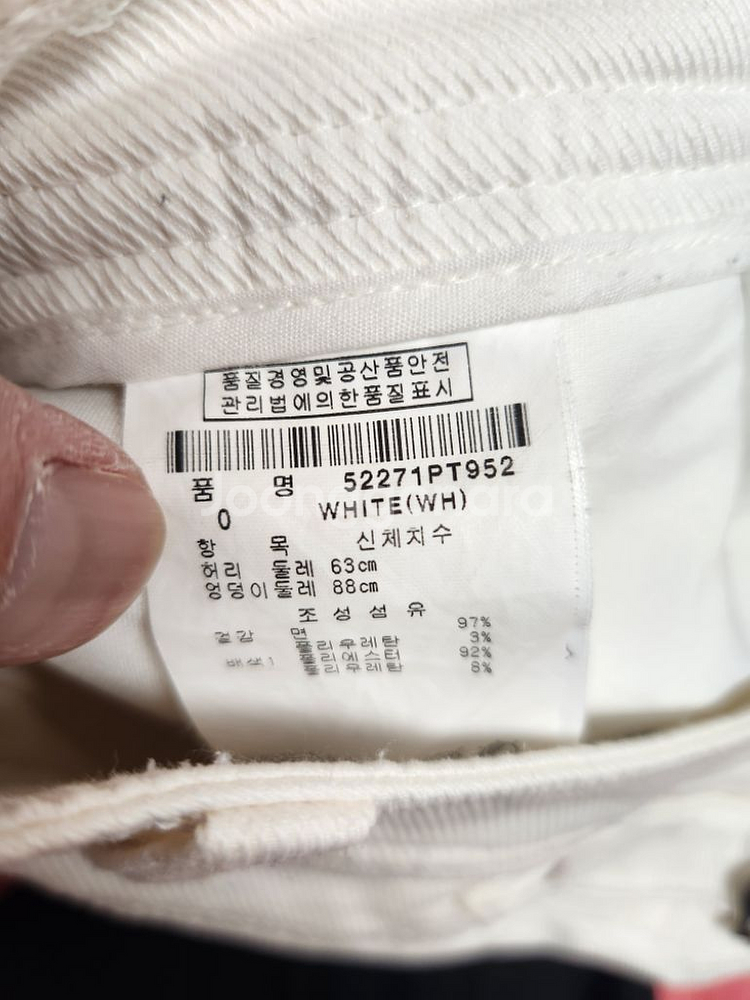 품질경영및공산품안전
관리법에의한품질표시
품 명 52271PT952
0 WHITE(WH)
항 목 신체치수
허리 둘레 63cm
엉덩이둘레 88cm
조성섬유
겉감 면 97%
폴리우레탄 3%
배색1 폴리에스터 92%
폴리우레탄 8%